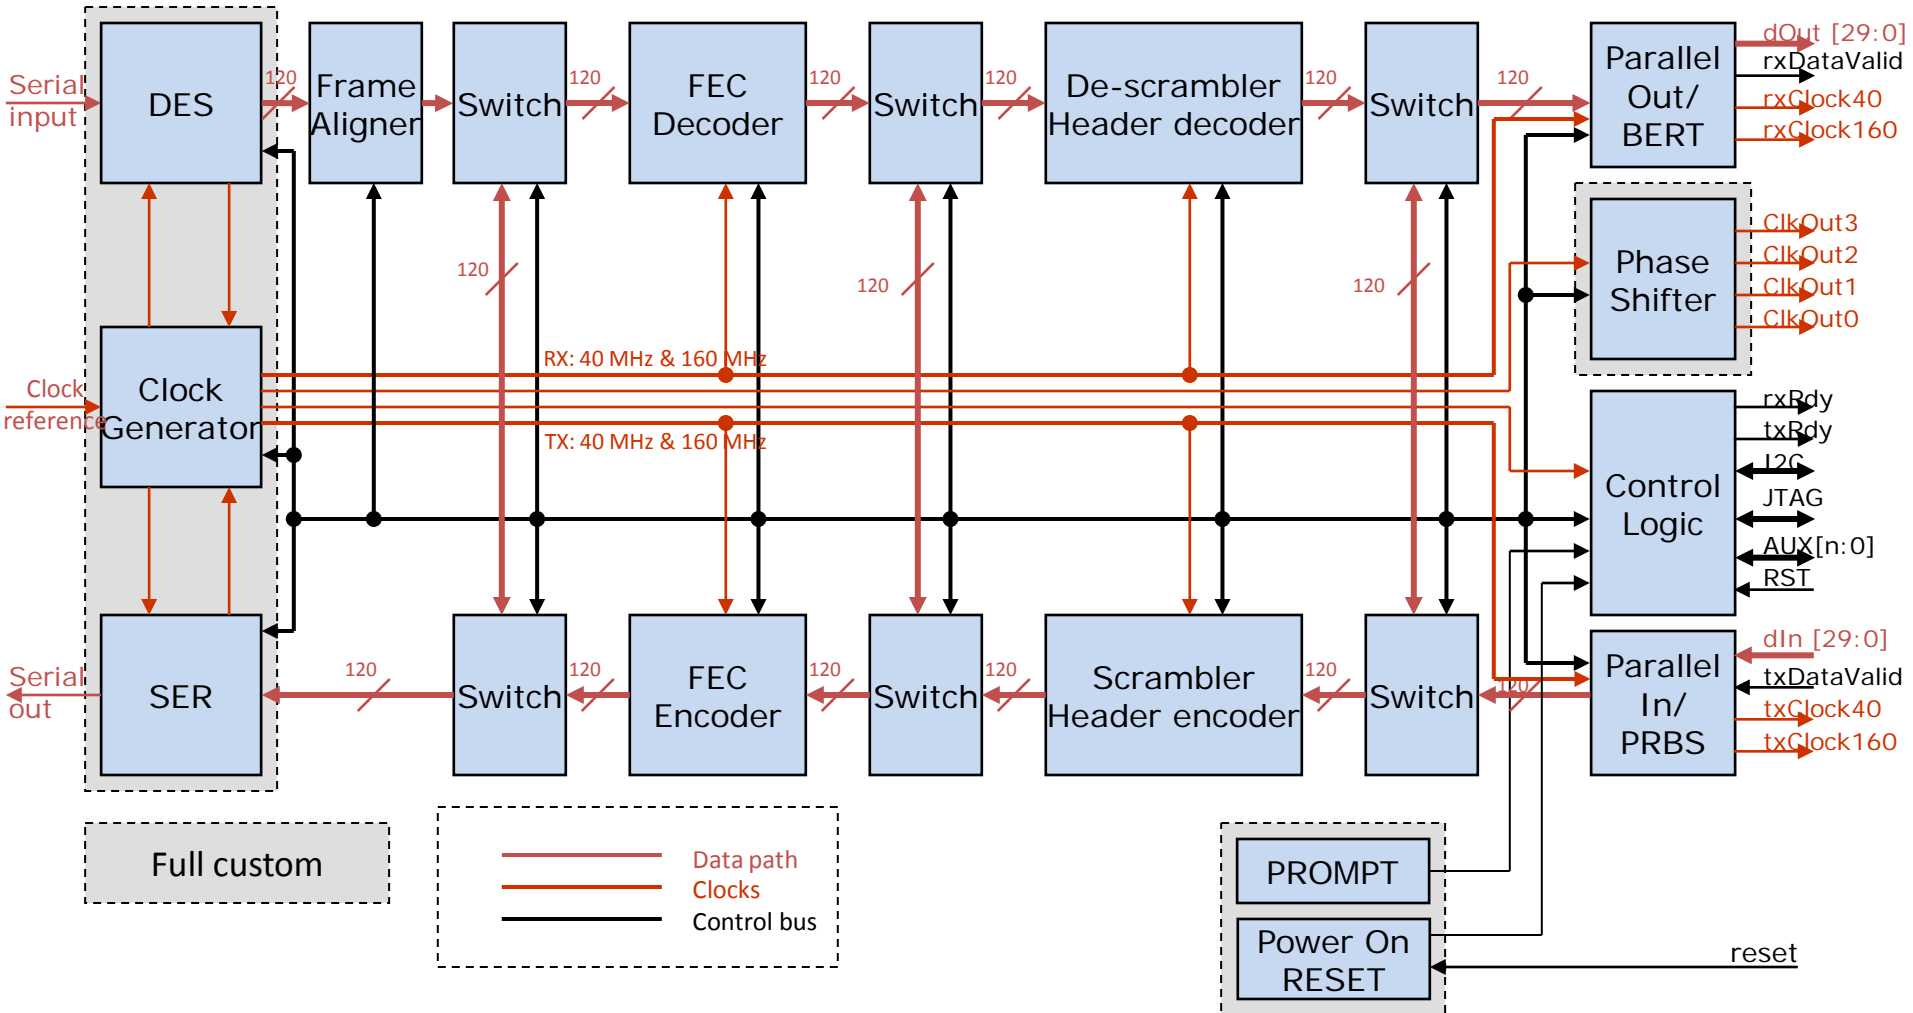 Serial
input
DES
120
Frame
Aligner
Switch
120
FEC
Decoder
120
Switch
120
De-scrambler
Header decoder
120
Switch
120
Parallel
Out/
BERT
dOut [29:0]
rxDataValid
rxClock40
rxClock160
120
120
120
Phase
Shifter
ClkOut3
ClkOut2
ClkOut1
ClkOut0
Clock
reference
Clock
Generator
RX: 40 MHz & 160 MHz
TX: 40 MHz & 160 MHz
Control
Logic
rxRdy
txRdy
I2C
JTAG
AUX[n:0]
RST
Serial
out
SER
120
Switch
120
FEC
Encoder
120
Switch
120
Scrambler
Header encoder
120
Switch
120
Parallel
In/
PRBS
dIn [29:0]
txDataValid
txClock40
txClock160
Full custom
Data path
Clocks
Control bus
PROMPT
Power On
RESET
reset